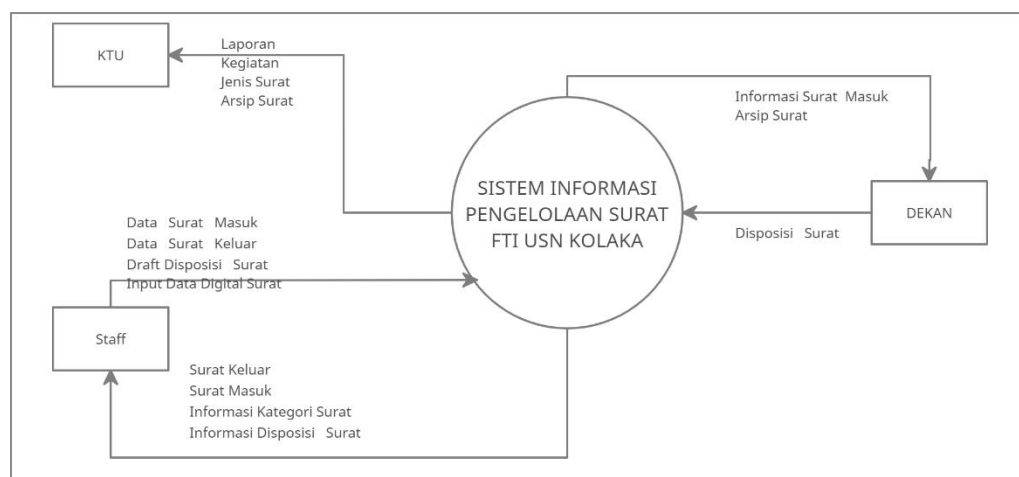 KTU
Laporan
Kegiatan
Jenis Surat
Arsip Surat
Informasi Surat Masuk
Arsip Surat
SISTEM INFORMASI
PENGELOLAAN SURAT
FTI USN KOLAKA
DEKAN
Disposisi Surat
Data Surat Masuk
Data Surat Keluar
Draft Disposisi Surat
Input Data Digital Surat
Staff
Surat Keluar
Surat Masuk
Informasi Kategori Surat
Informasi Disposisi Surat